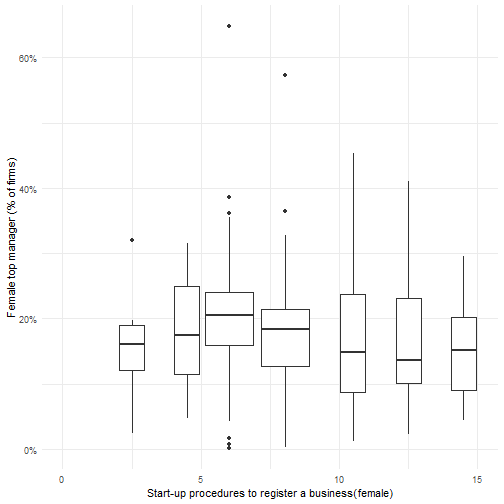 60%
40%
20%
0%
0 5 10 15
Start-up procedures to register a business(female)
Female top manager (% of firms)